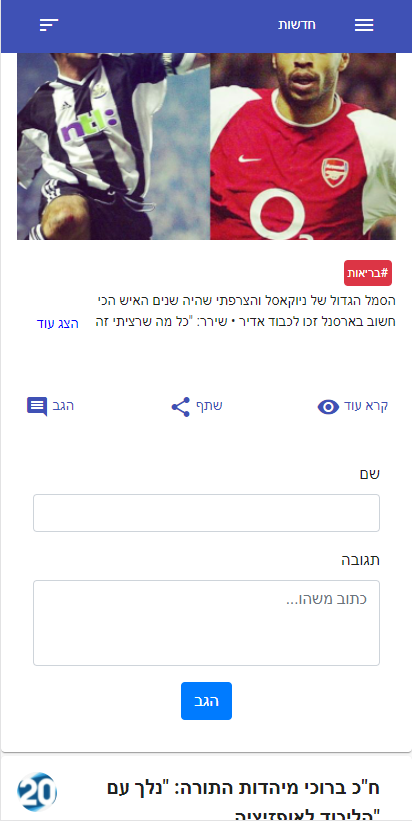 חדשות
ntl:
Arsenal
O2
#בריאות
הסמל הגדול של ניוקאסל והצרפתי שהיה שנים האיש הכי
חשוב בארסנל זכו לכבוד אדיר • שירר: "כל מה שרציתי זה הצג עוד
קרא עוד שתף הגב
שם
תגובה
כתוב משהו...
הגב
ח"כ ברוכי מיהדות התורה: "נלך עם 20
הליכוד לאופוזיציה"